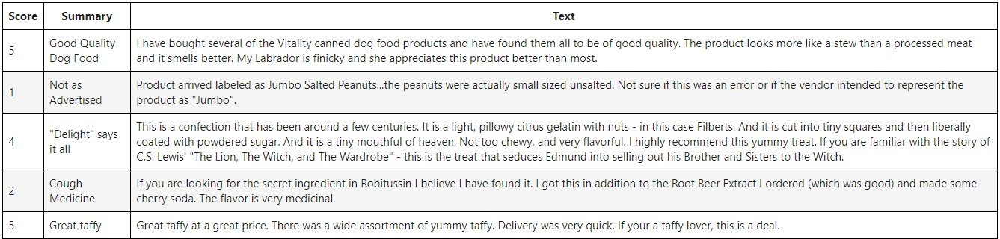 Score Summary Text
5 Good Quality Dog Food I have bought several of the Vitality canned dog food products and have found them all to be of good quality. The product looks more like a stew than a processed meat
and it smells better. My Labrador is finicky and she appreciates this product better than most.
1 Not as Advertised Product arrived labeled as Jumbo Salted Peanuts...the peanuts were actually small sized unsalted. Not sure if this was an error or if the vendor intended to represent the
product as "Jumbo".
4 "Delight" says it all This is a confection that has been around a few centuries. It is a light, pillowy citrus gelatin with nuts - in this case Filberts. And it is cut into tiny squares and then liberally
coated with powdered sugar. And it is a tiny mouthful of heaven. Not too chewy, and very flavorful. I highly recommend this yummy treat. If you are familiar with the story of
C.S. Lewis' "The Lion, The Witch, and The Wardrobe" - this is the treat that seduces Edmund into selling out his Brother and Sisters to the Witch.
2 Cough Medicine If you are looking for the secret ingredient in Robitussin I believe I have found it. I got this in addition to the Root Beer Extract I ordered (which was good) and made some
cherry soda. The flavor is very medicinal.
5 Great taffy Great taffy at a great price. There was a wide assortment of yummy taffy. Delivery was very quick. If your a taffy lover, this is a deal.